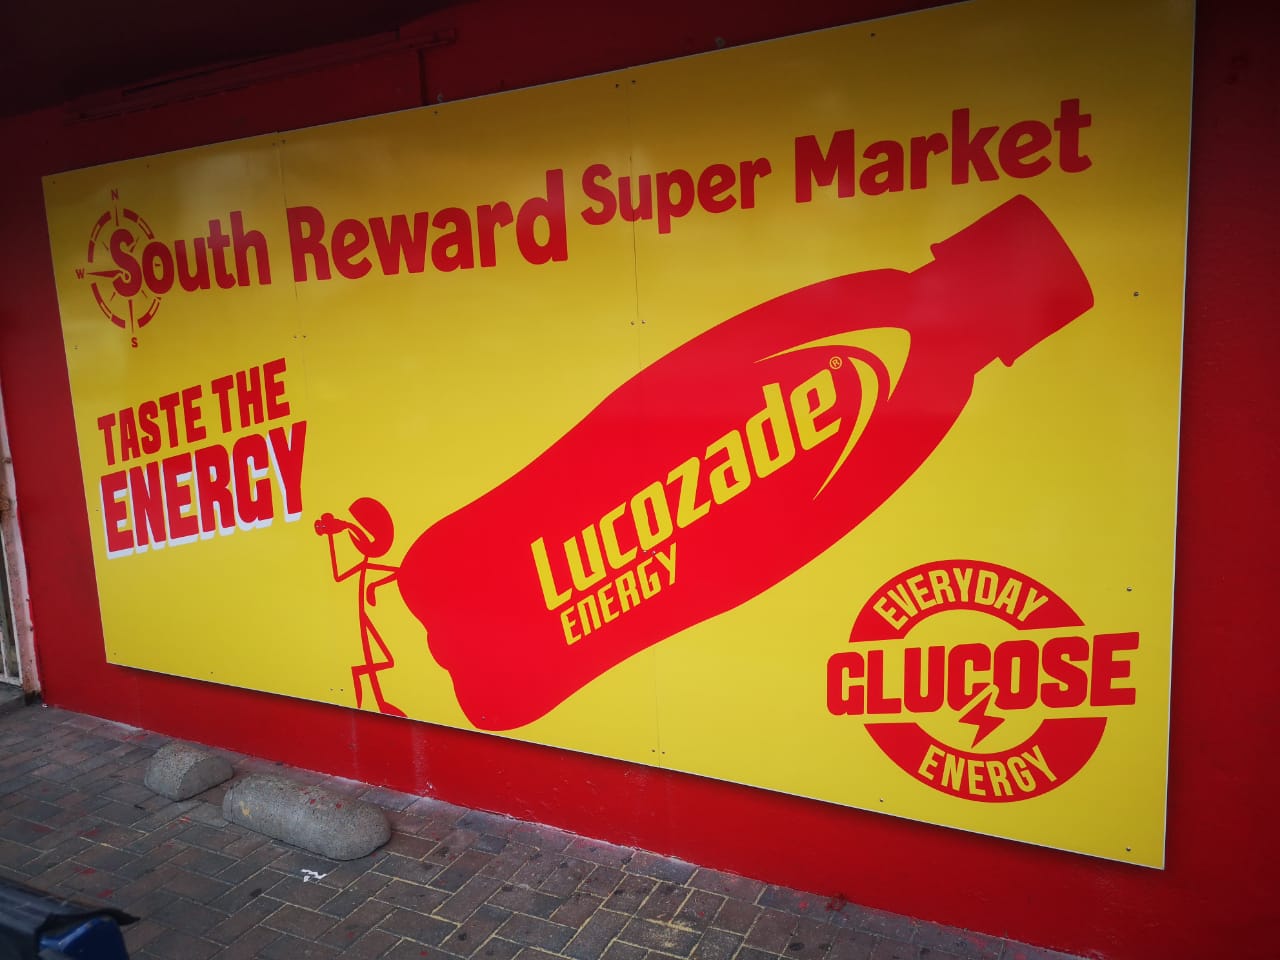 N
South Reward Super Market
W
S
TASTE THE
ENERGY
Lucozade®
ENERGY
EVERYDAY
GLUCOSE
ENERGY